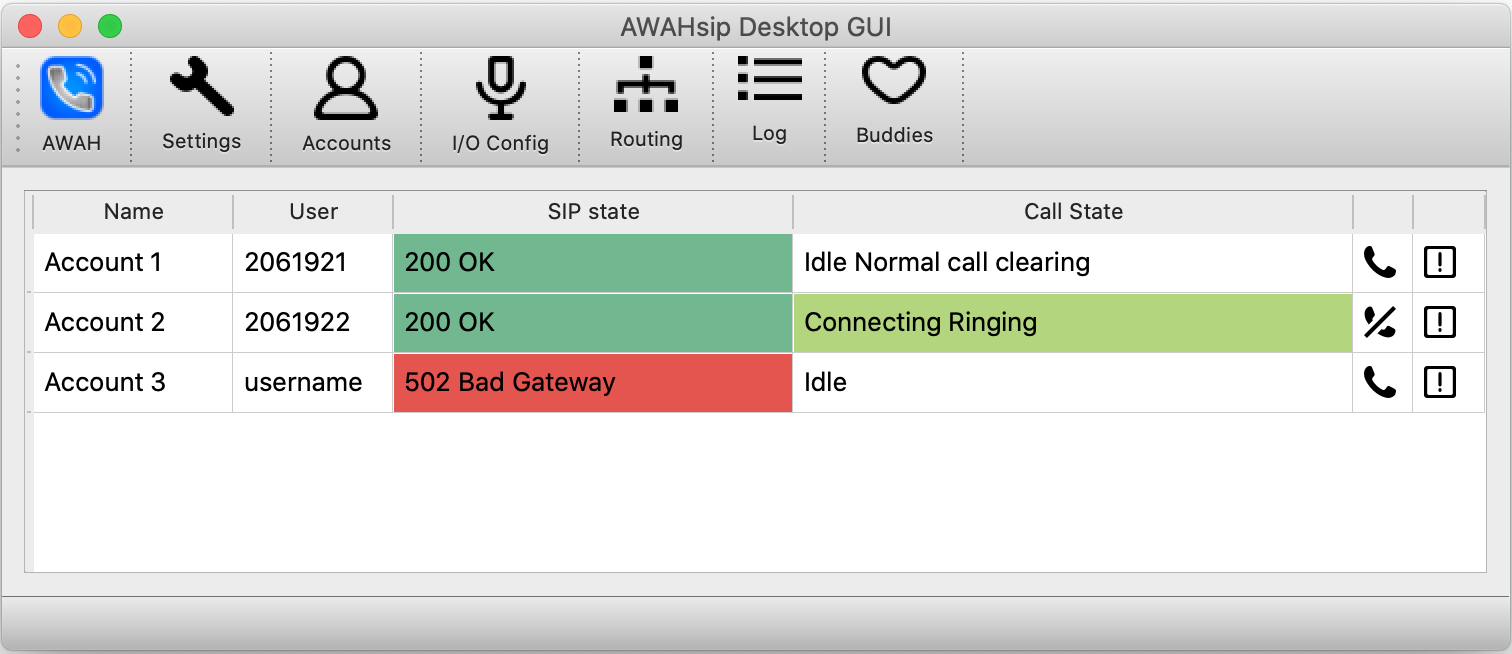 AWAHsip Desktop GUI
AWAH Settings Accounts I/O Config Routing Log Buddies
Name User SIP state Call State
Account 1 2061921 200 OK Idle Normal call clearing
Account 2 2061922 200 OK Connecting Ringing
Account 3 username 502 Bad Gateway Idle